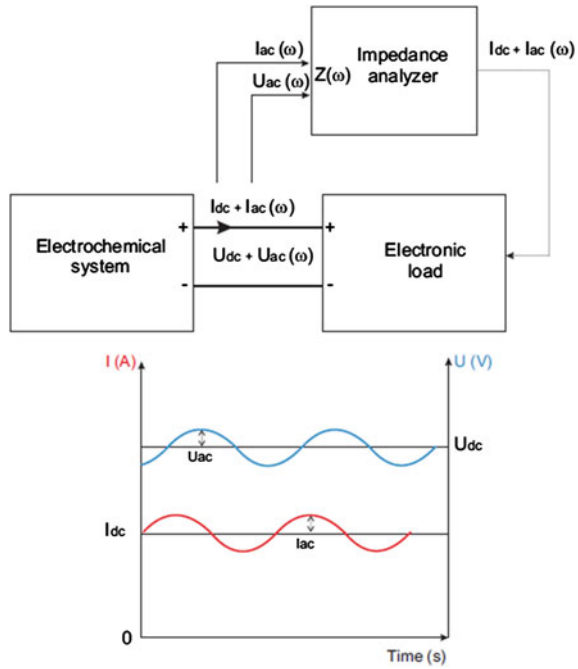 Iac (ω)
Uac (ω)
Z(ω)
Impedance
analyzer
Idc + Iac (ω)
Idc + Iac (ω)
+
+
Electrochemical
system
Udc + Uac (ω)
Electronic
load
-
-
I (A)
U (V)
Uac
Udc
Idc
Iac
0
Time (s)